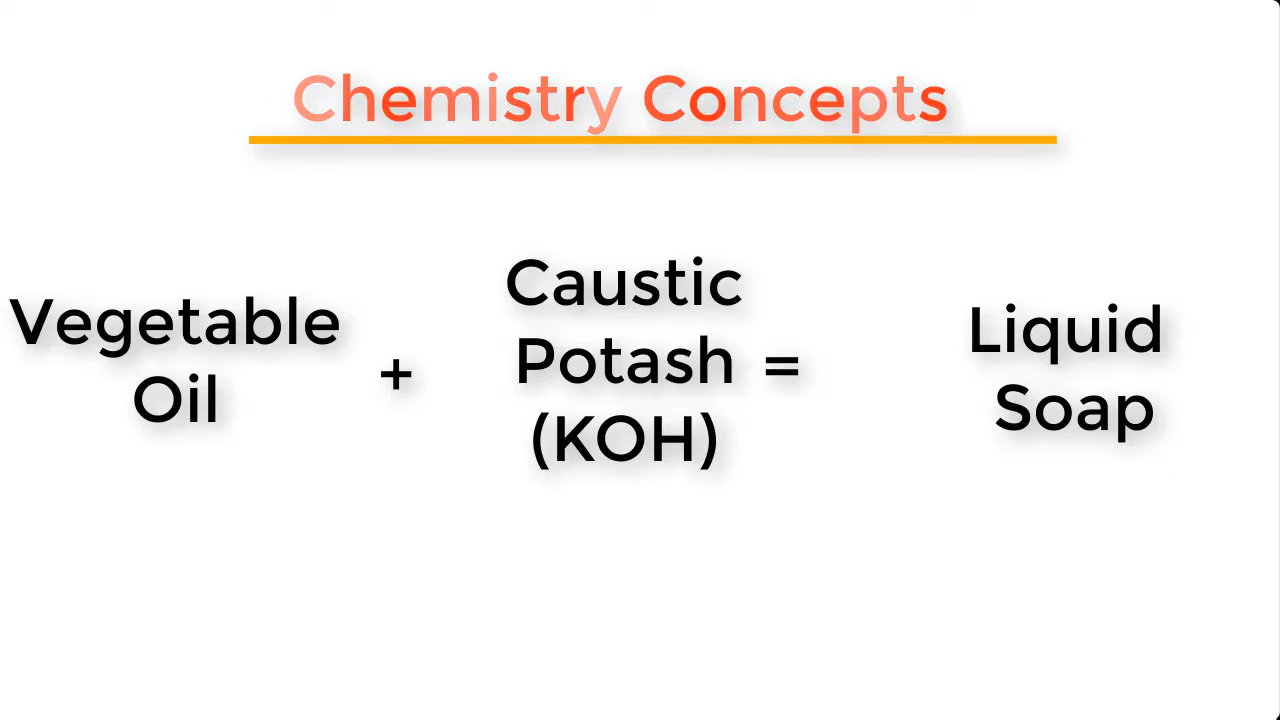 Chemistry Concepts
Vegetable
Oil
+
Caustic
Potash
(KOH)
=
Liquid
Soap